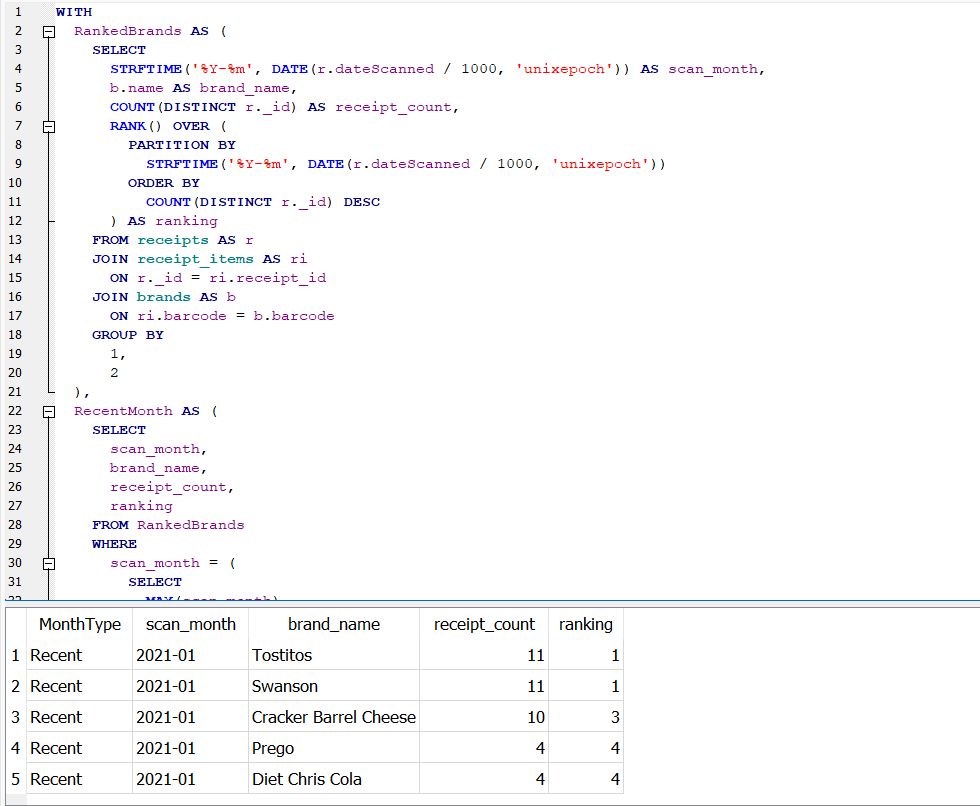 1 WITH
2 RankedBrands AS (
3 SELECT
4 STRFTIME('%Y-%m', DATE(r.dateScanned / 1000, 'unixepoch')) AS scan_month,
5 b.name AS brand_name,
6 COUNT(DISTINCT r._id) AS receipt_count,
7 RANK() OVER (
8 PARTITION BY
9 STRFTIME('%Y-%m', DATE(r.dateScanned / 1000, 'unixepoch'))
10 ORDER BY
11 COUNT(DISTINCT r._id) DESC
12 ) AS ranking
13 FROM receipts AS r
14 JOIN receipt_items AS ri
15 ON r._id = ri.receipt_id
16 JOIN brands AS b
17 ON ri.barcode = b.barcode
18 GROUP BY
19 1,
20 2
21 ),
22 RecentMonth AS (
23 SELECT
24 scan_month,
25 brand_name,
26 receipt_count,
27 ranking
28 FROM RankedBrands
29 WHERE
30 scan_month = (
31 SELECT
32 MAX(scan_month)
MonthType scan_month brand_name receipt_count ranking
1 Recent 2021-01 Tostitos 11 1
2 Recent 2021-01 Swanson 11 1
3 Recent 2021-01 Cracker Barrel Cheese 10 3
4 Recent 2021-01 Prego 4 4
5 Recent 2021-01 Diet Chris Cola 4 4